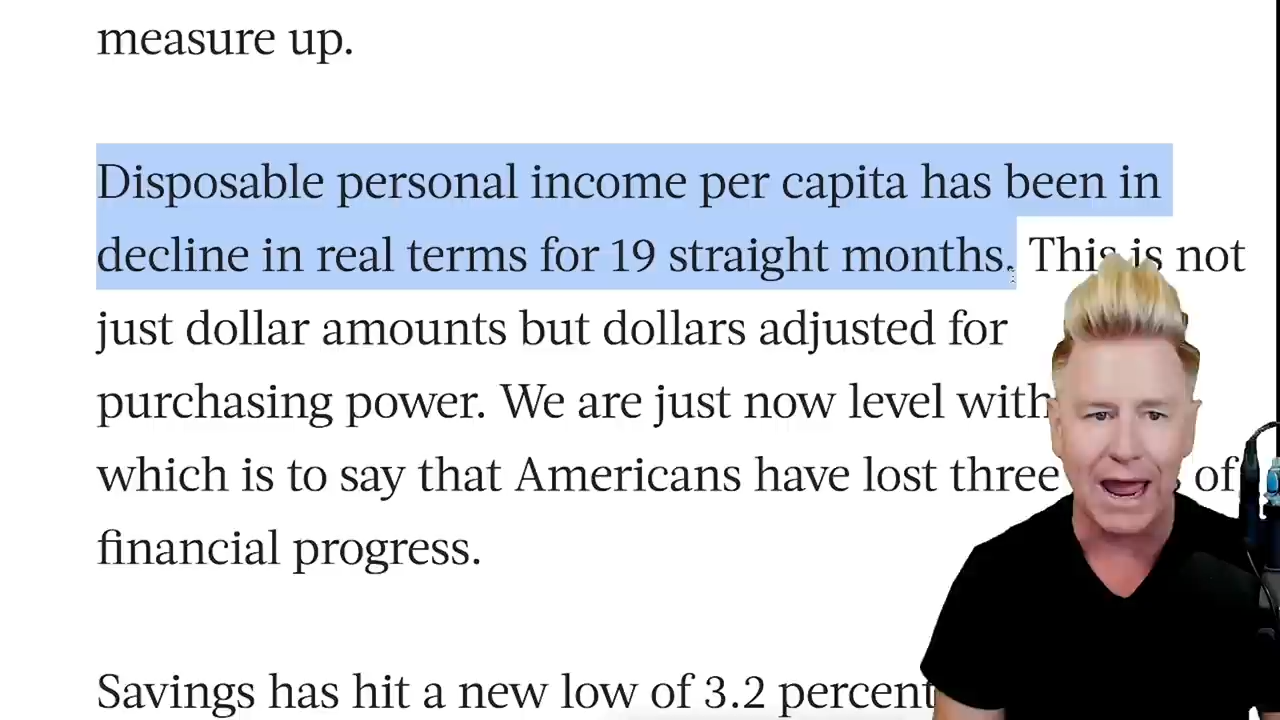 measure up.
Disposable personal income per capita has been in
decline in real terms for 19 straight months. This is not
just dollar amounts but dollars adjusted for
purchasing power. We are just now level with
which is to say that Americans have lost three of
financial progress.
Savings has hit a new low of 3.2 percent